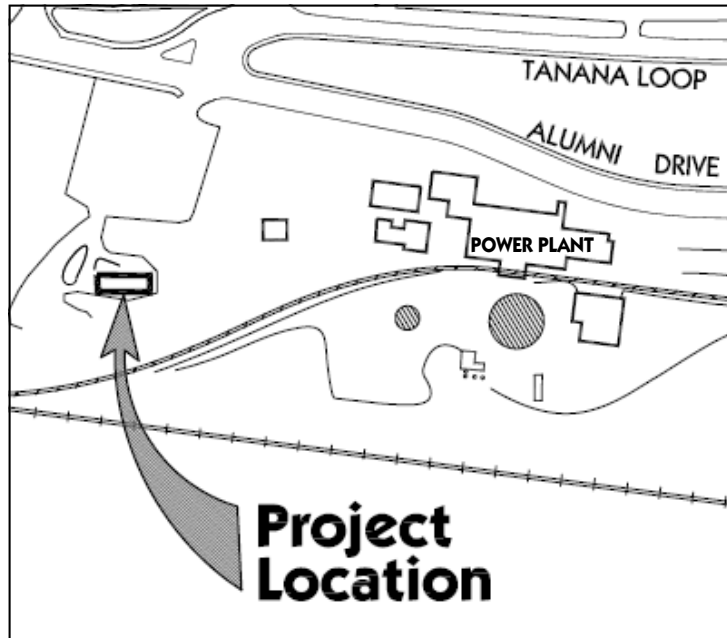 TANANA LOOP
ALUMNI DRIVE
POWER PLANT
Project
Location